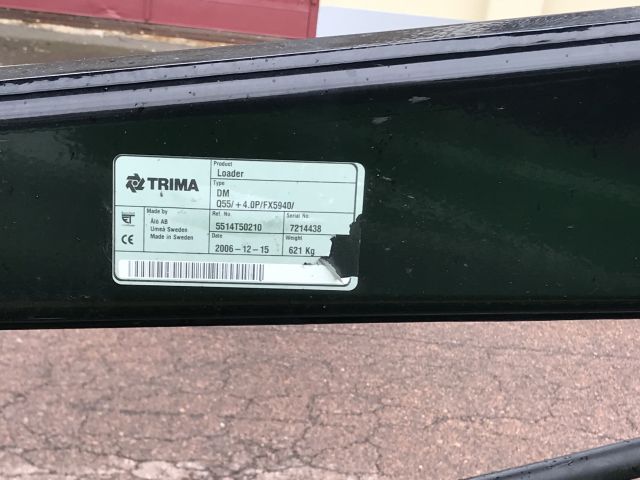 TRIMA
Product
Loader
Type
DM
Q55/+4.0P/FX5940/
Made by
Ålö AB
Umeå Sweden
Made in Sweden
Ref. No
5514T50210
Serial No.
7214438
Date
2006-12-15
Weight
621 Kg
CE